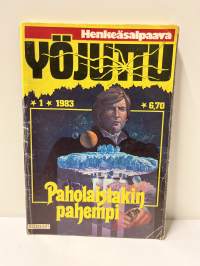 Henkeäsalpaava
YÖJUTTU
★ 1 ★ 1983 ★ 6,70
Paholaistakin
pahempi